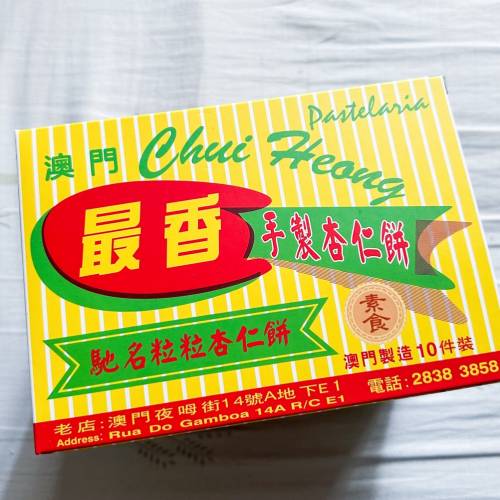 Pastelaria
澳門 Chui Heong
最香
手製杏仁餅
馳名粒粒杏仁餅
素食
澳門製造10件裝
老店：澳門夜呣街14號A地下E1 電話：2838 3858
Address: Rua Do Gamboa 14A R/C E1